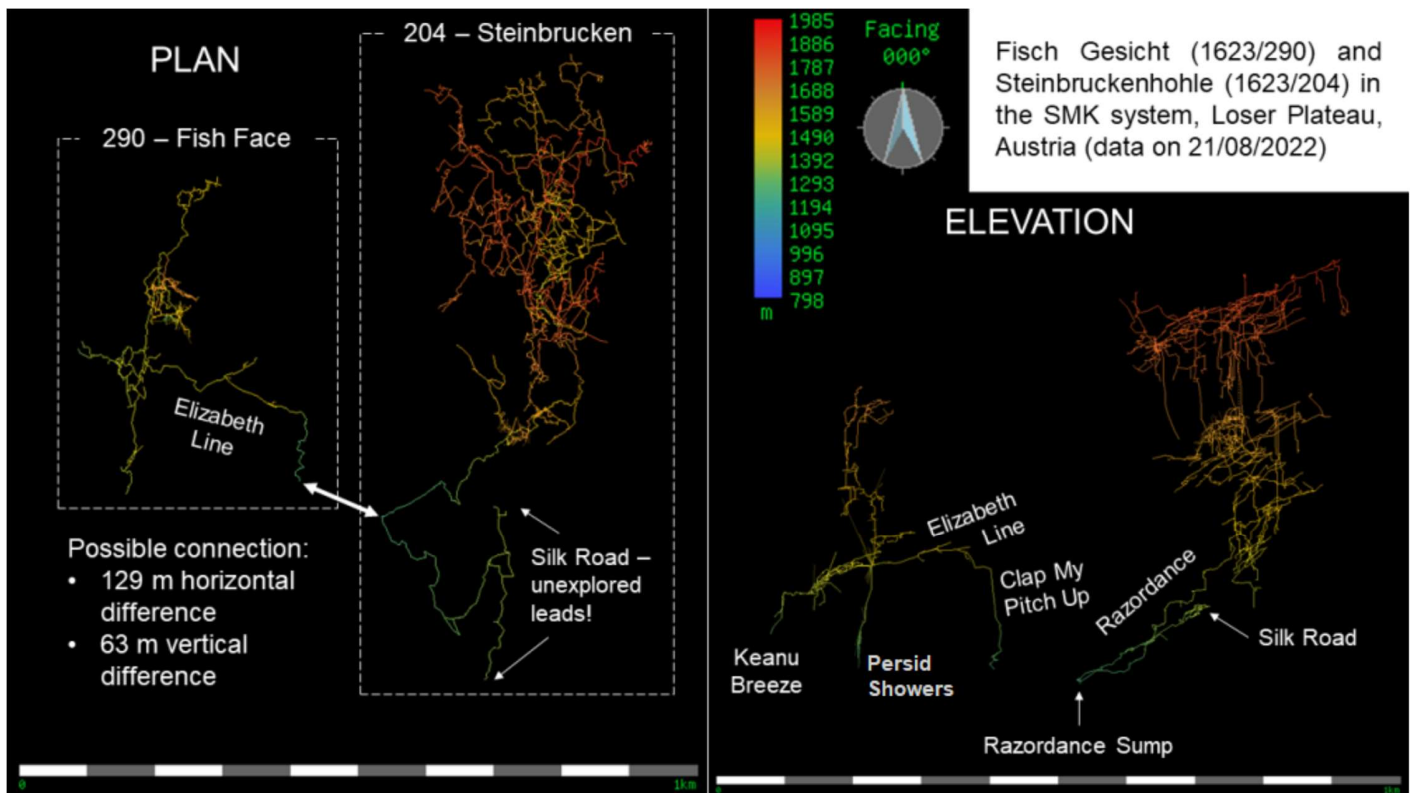 PLAN
204 – Steinbrucken
290 – Fish Face
Elizabeth
Line
Possible connection:
• 129 m horizontal
difference
• 63 m vertical
difference
Silk Road –
unexplored
leads!
0
1km
1985
1886
1787
1688
1589
1490
1392
1293
1194
1095
996
897
798
m
Facing
000°
Fisch Gesicht (1623/290) and
Steinbruckenhohle (1623/204) in
the SMK system, Loser Plateau,
Austria (data on 21/08/2022)
ELEVATION
Elizabeth
Line
Clap My
Pitch Up
Razordance
Silk Road
Keanu
Breeze
Persid
Showers
Razordance Sump
0
1km